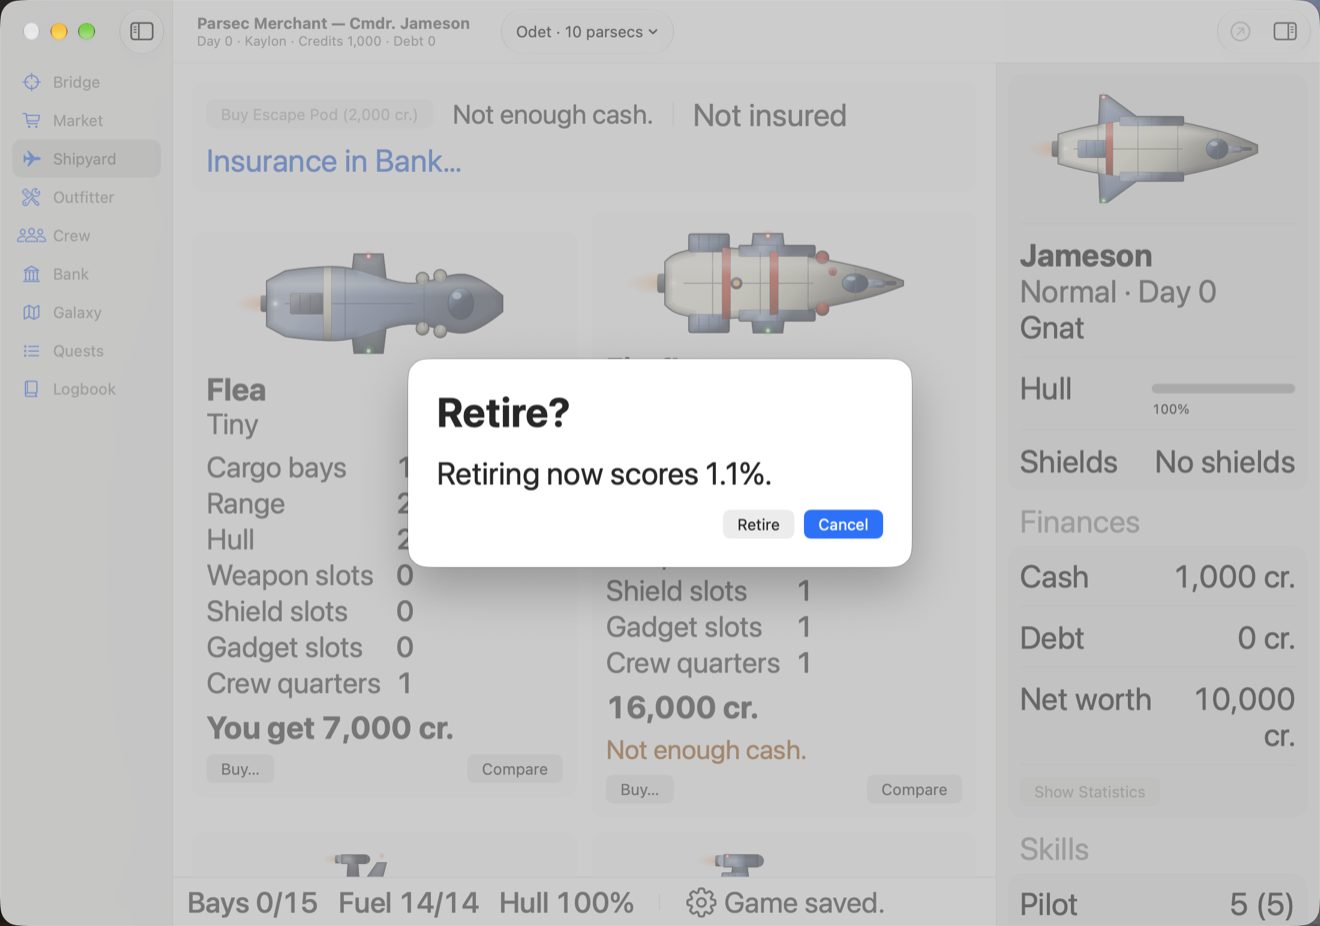 Parsec Merchant — Cmdr. Jameson
Day 0 · Kaylon · Credits 1,000 · Debt 0
Odet · 10 parsecs
Bridge
Market
Shipyard
Outfitter
Crew
Bank
Galaxy
Quests
Logbook
Buy Escape Pod (2,000 cr.)
Not enough cash.
Not insured
Insurance in Bank...
Flea
Tiny
Cargo bays 1
Range 2
Hull 2
Weapon slots 0
Shield slots 0
Gadget slots 0
Crew quarters 1
You get 7,000 cr.
Buy...
Compare
Shield slots 1
Gadget slots 1
Crew quarters 1
16,000 cr.
Not enough cash.
Buy...
Compare
Retire?
Retiring now scores 1.1%.
Retire
Cancel
Jameson
Normal · Day 0
Gnat
Hull
100%
Shields No shields
Finances
Cash 1,000 cr.
Debt 0 cr.
Net worth 10,000
cr.
Show Statistics
Skills
Pilot 5 (5)
Bays 0/15 Fuel 14/14 Hull 100%
Game saved.